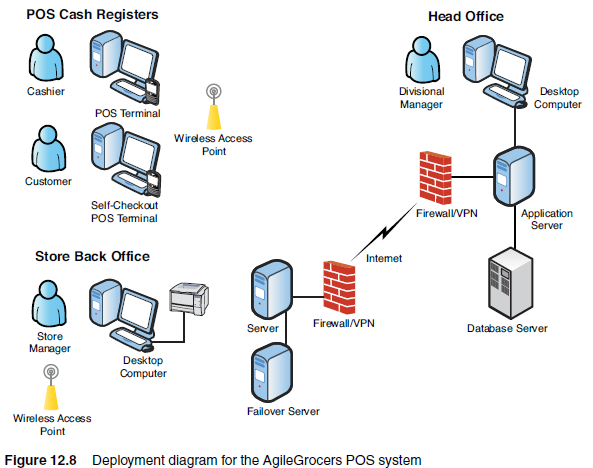 POS Cash Registers
Cashier
POS Terminal
Wireless Access
Point
Customer
Self-Checkout
POS Terminal
Head Office
Divisional
Manager
Desktop
Computer
Firewall/VPN
Application
Server
Internet
Database Server
Store Back Office
Store
Manager
Desktop
Computer
Wireless Access
Point
Server
Firewall/VPN
Failover Server
Figure 12.8 Deployment diagram for the AgileGrocers POS system